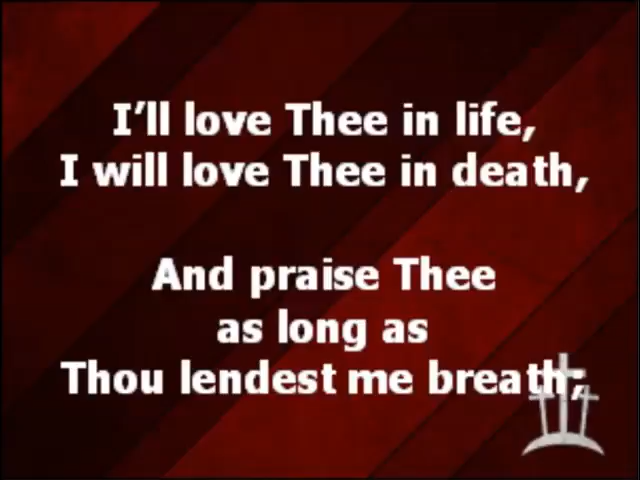 I’ll love Thee in life,
I will love Thee in death,
And praise Thee
as long as
Thou lendest me breath;